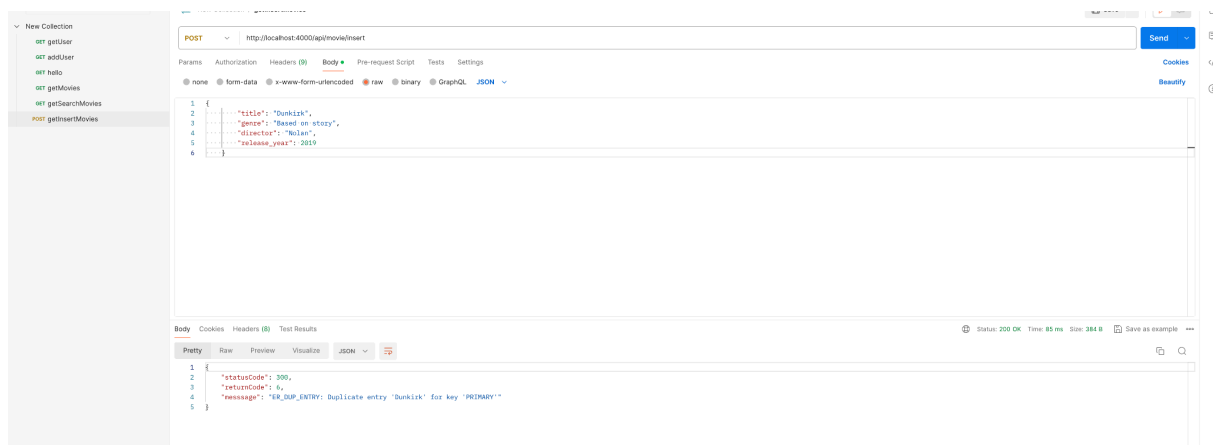 New Collection
GET getUser
GET addUser
GET hello
GET getMovies
GET getSearchMovies
POST getInsertMovies
POST http://localhost:4000/api/movie/insert Send
Params Authorization Headers (9) Body Pre-request Script Tests Settings Cookies
none form-data x-www-form-urlencoded raw binary GraphQL JSON Beautify
1 {
2 "title": "Dunkirk",
3 "genre": "Based on story",
4 "director": "Nolan",
5 "release_year": 2019
6 }
Body Cookies Headers (8) Test Results Status: 200 OK Time: 85 ms Size: 384 B Save as example
Pretty Raw Preview Visualize JSON
1 {
2 "statusCode": 300,
3 "returnCode": 6,
4 "messsage": "ER_DUP_ENTRY: Duplicate entry 'Dunkirk' for key 'PRIMARY'"
5 }